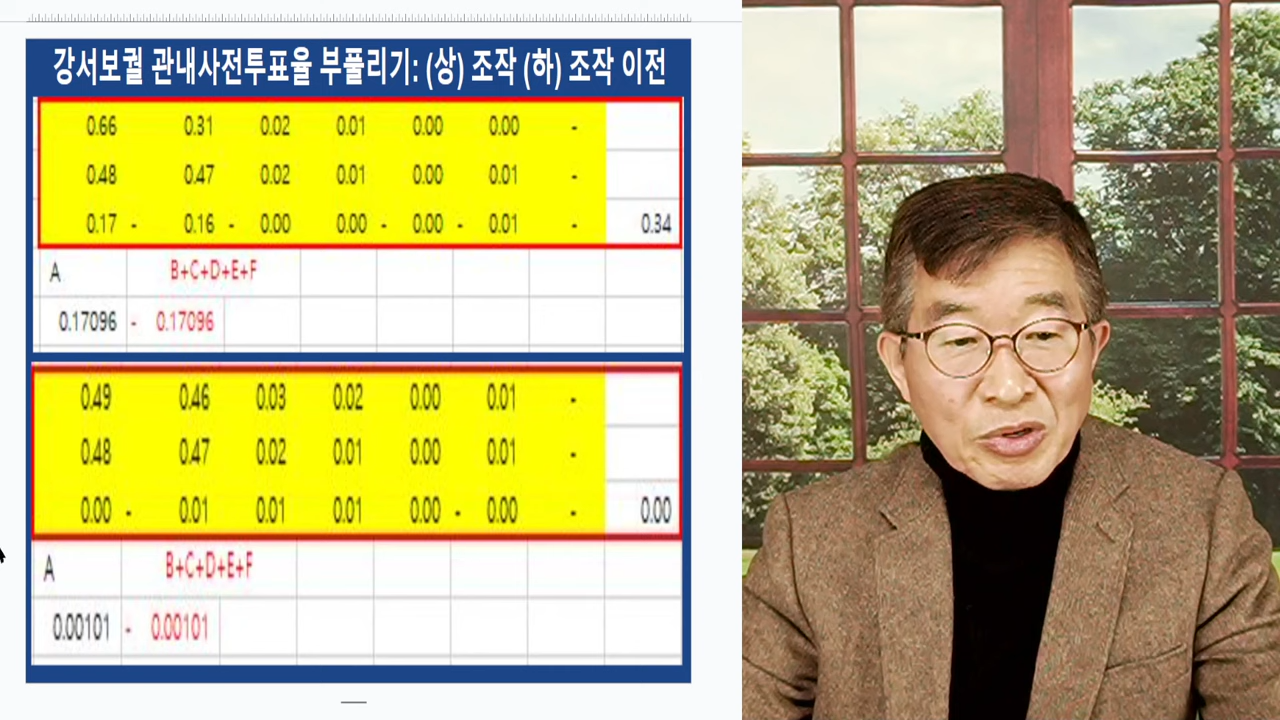 강서보궐 관내사전투표율 부풀리기: (상) 조작 (하) 조작 이전
0.66 0.31 0.02 0.01 0.00 0.00 -
0.48 0.47 0.02 0.01 0.00 0.01 -
0.17 - 0.16 - 0.00 0.00 - 0.00 - 0.01 - 0.34
A B+C+D+E+F
0.17096 - 0.17096
0.49 0.46 0.03 0.02 0.00 0.01 -
0.48 0.47 0.02 0.01 0.00 0.01 -
0.00 - 0.01 0.01 0.01 0.00 - 0.00 - 0.00
A B+C+D+E+F
0.00101 - 0.00101